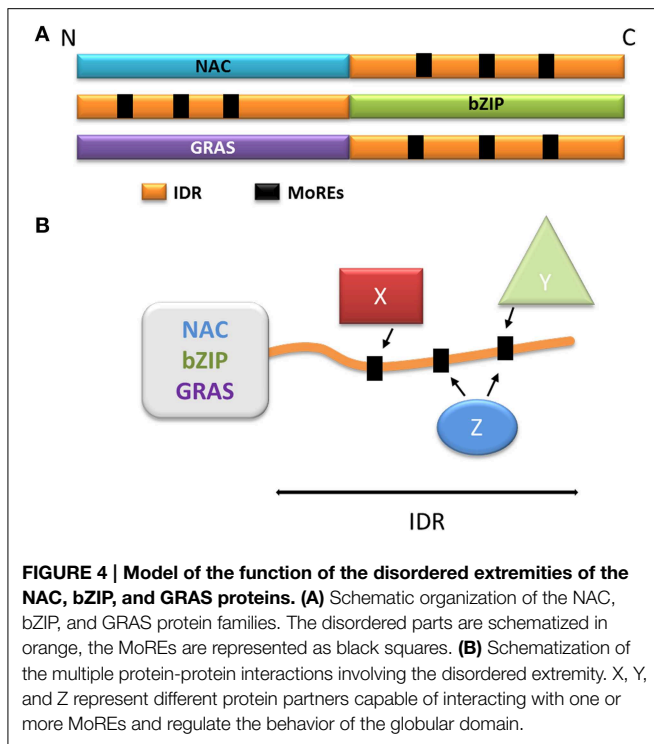 A N C
NAC
bZIP
GRAS
IDR MoREs
B
X
Y
NAC
bZIP
GRAS
Z
IDR
FIGURE 4 | Model of the function of the disordered extremities of the
NAC, bZIP, and GRAS proteins. (A) Schematic organization of the NAC,
bZIP, and GRAS protein families. The disordered parts are schematized in
orange, the MoREs are represented as black squares. (B) Schematization of
the multiple protein-protein interactions involving the disordered extremity. X, Y,
and Z represent different protein partners capable of interacting with one or
more MoREs and regulate the behavior of the globular domain.